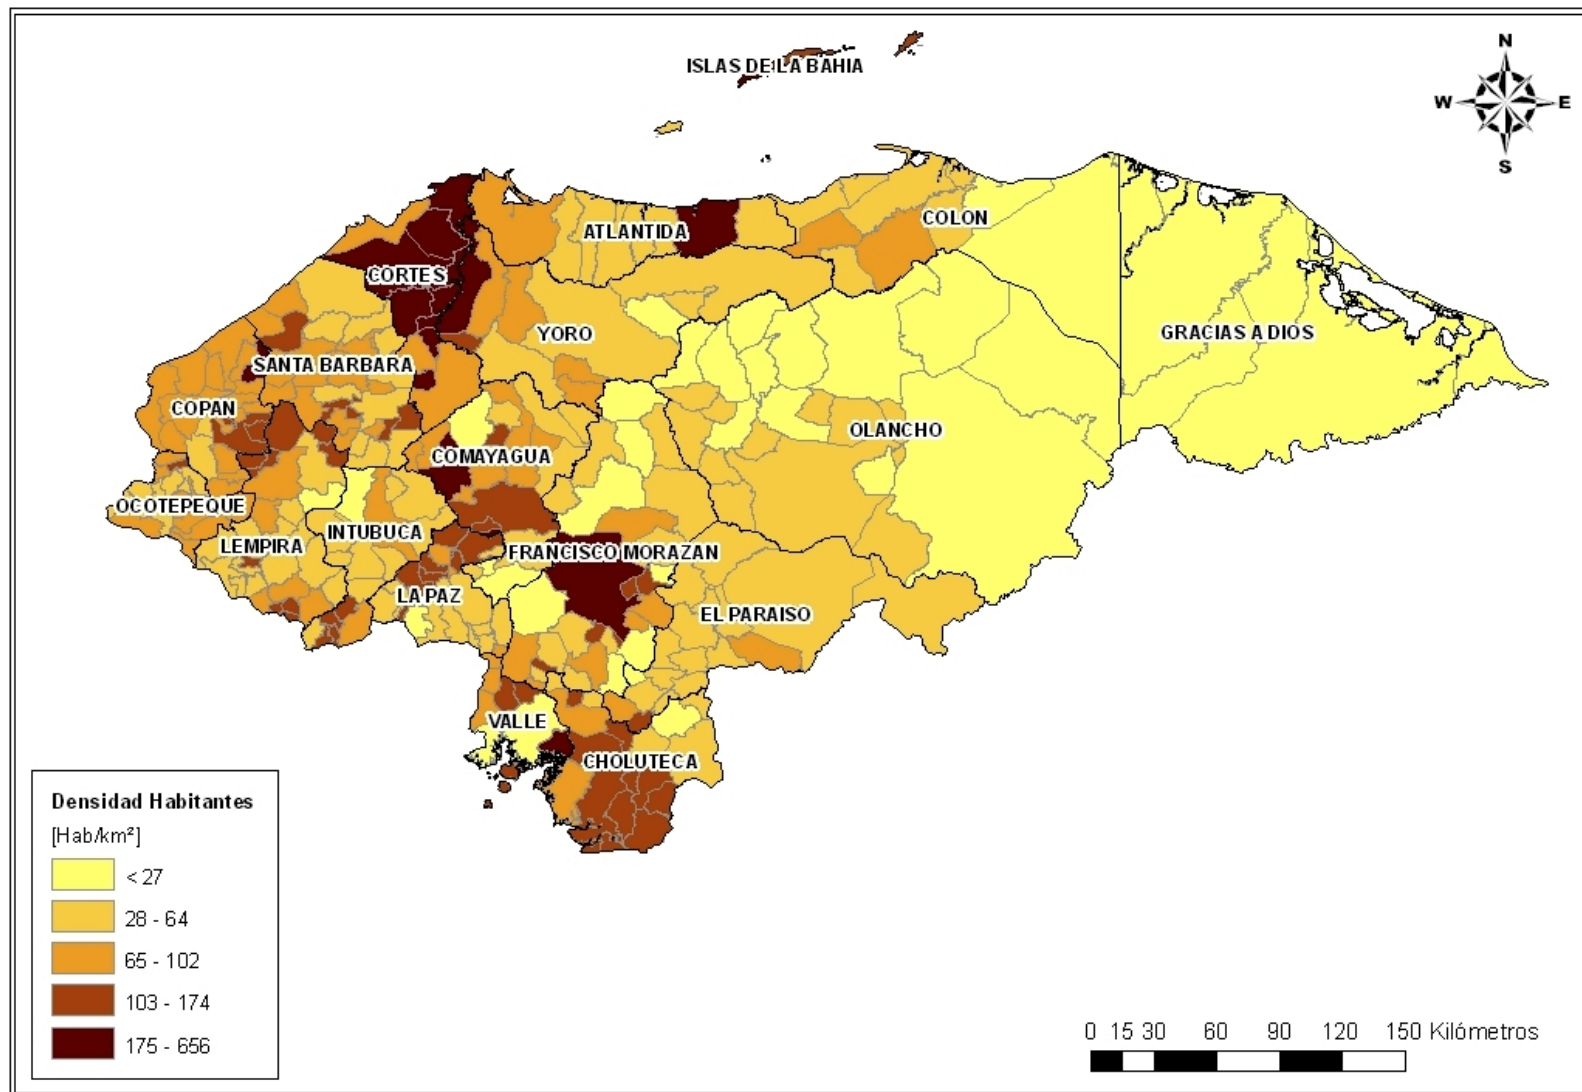 ISLAS DE LA BAHIA
N
W E
S
ATLANTIDA
COLON
CORTES
YORO
GRACIAS A DIOS
SANTA BARBARA
COPAN
OLANCHO
COMAYAGUA
OCOTEPEQUE
INTUBUCA
LEMPIRA
FRANCISCO MORAZAN
LA PAZ
EL PARAISO
VALLE
CHOLUTECA
Densidad Habitantes
[Hab/km²]
< 27
28 - 64
65 - 102
103 - 174
175 - 656
0 15 30 60 90 120 150 Kilómetros